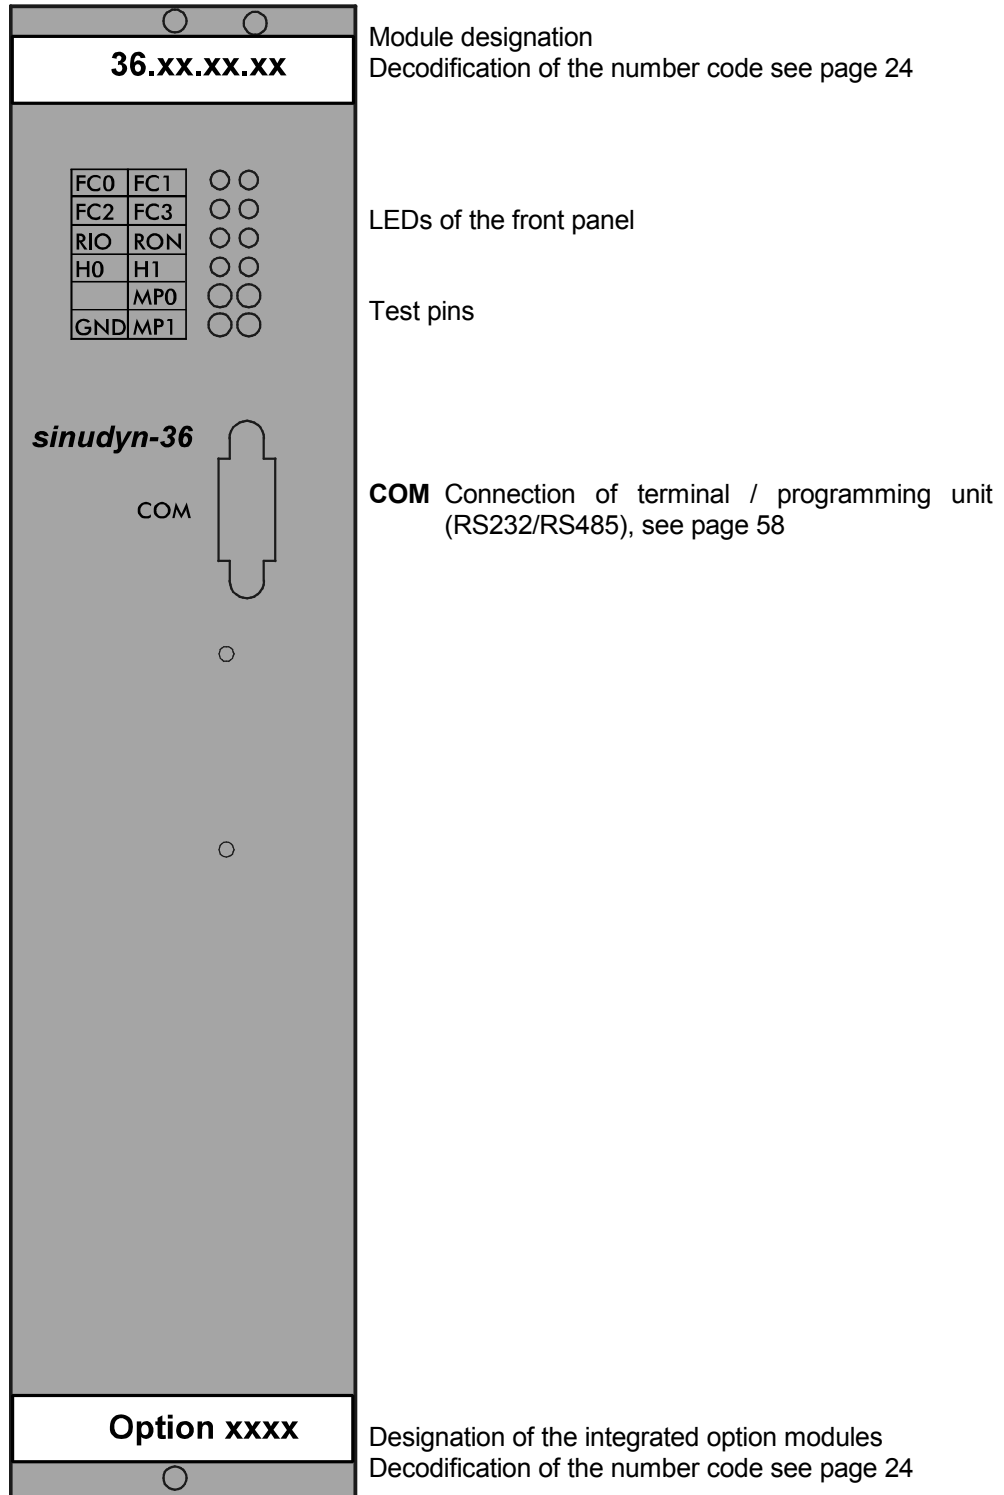 36.xx.xx.xx
Module designation
Decodification of the number code see page 24
FC0 FC1
FC2 FC3
RIO RON
H0 H1
MP0
GND MP1
LEDs of the front panel
Test pins
sinudyn-36
COM
COM Connection of terminal / programming unit
(RS232/RS485), see page 58
Option xxxx
Designation of the integrated option modules
Decodification of the number code see page 24